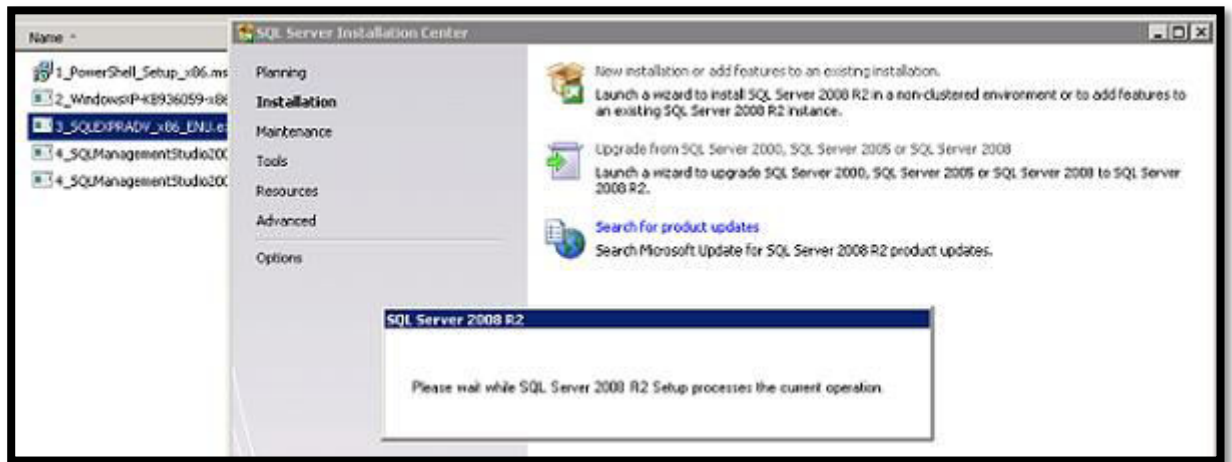 Name
SQL Server Installation Center
1_PowerShell_Setup_x86.ms
2_WindowsXP-KB936059-x86
3_SQLEXPRADV_x86_ENU.e
4_SQLManagementStudio200
4_SQLManagementStudio200
Planning
Installation
Maintenance
Tools
Resources
Advanced
Options
New installation or add features to an existing installation.
Launch a wizard to install SQL Server 2008 R2 in a non-clustered environment or to add features to
an existing SQL Server 2008 R2 instance.
Upgrade from SQL Server 2000, SQL Server 2005 or SQL Server 2008
Launch a wizard to upgrade SQL Server 2000, SQL Server 2005 or SQL Server 2008 to SQL Server
2008 R2.
Search for product updates
Search Microsoft Update for SQL Server 2008 R2 product updates.
SQL Server 2008 R2
Please wait while SQL Server 2008 R2 Setup processes the current operation.